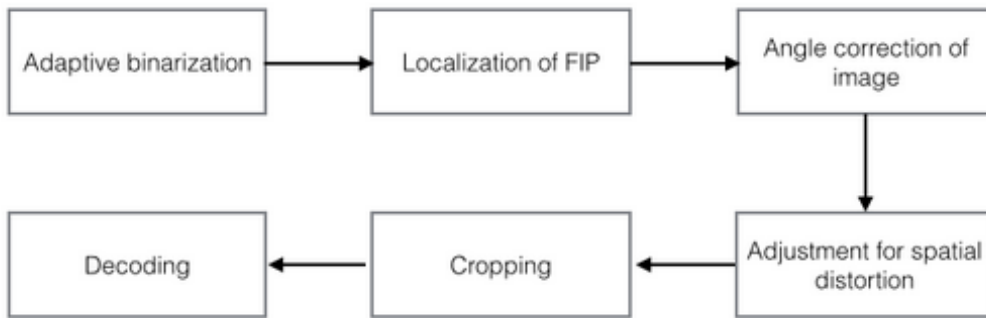 Adaptive binarization
Localization of FIP
Angle correction of
image
Adjustment for spatial
distortion
Cropping
Decoding